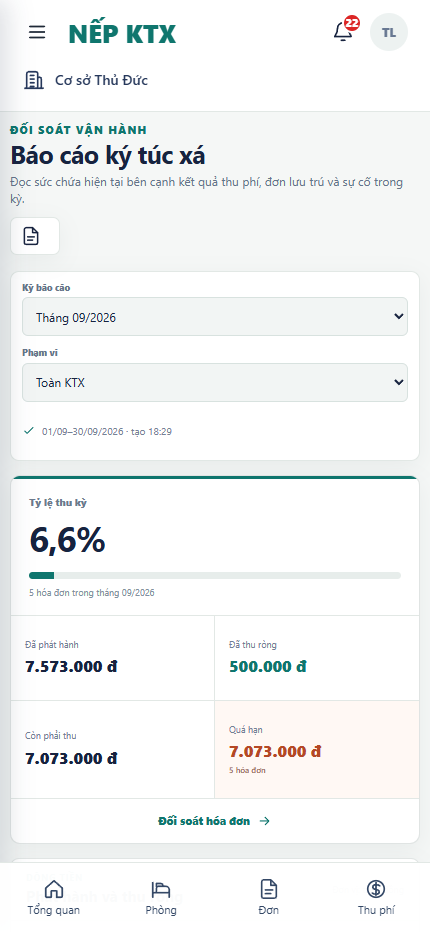 NẾP KTX
22
TL
Cơ sở Thủ Đức
ĐỐI SOÁT VẬN HÀNH
Báo cáo ký túc xá
Đọc sức chứa hiện tại bên cạnh kết quả thu phí, đơn lưu trú và sự cố trong
kỳ.
Kỳ báo cáo
Tháng 09/2026
Phạm vi
Toàn KTX
01/09–30/09/2026 · tạo 18:29
Tỷ lệ thu kỳ
6,6%
5 hóa đơn trong tháng 09/2026
Đã phát hành
7.573.000 đ
Đã thu ròng
500.000 đ
Còn phải thu
7.073.000 đ
Quá hạn
7.073.000 đ
5 hóa đơn
Đối soát hóa đơn
Tổng quan
Phòng
Đơn
Thu phí